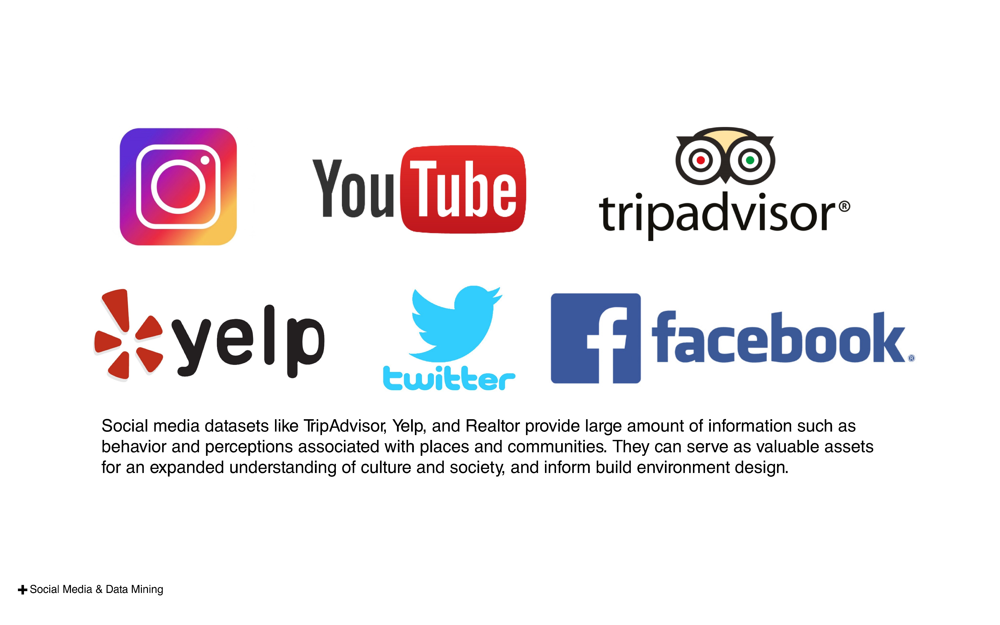 YouTube
tripadvisor®
yelp
twitter
f facebook®
Social media datasets like TripAdvisor, Yelp, and Realtor provide large amount of information such as
behavior and perceptions associated with places and communities. They can serve as valuable assets
for an expanded understanding of culture and society, and inform build environment design.
+ Social Media & Data Mining